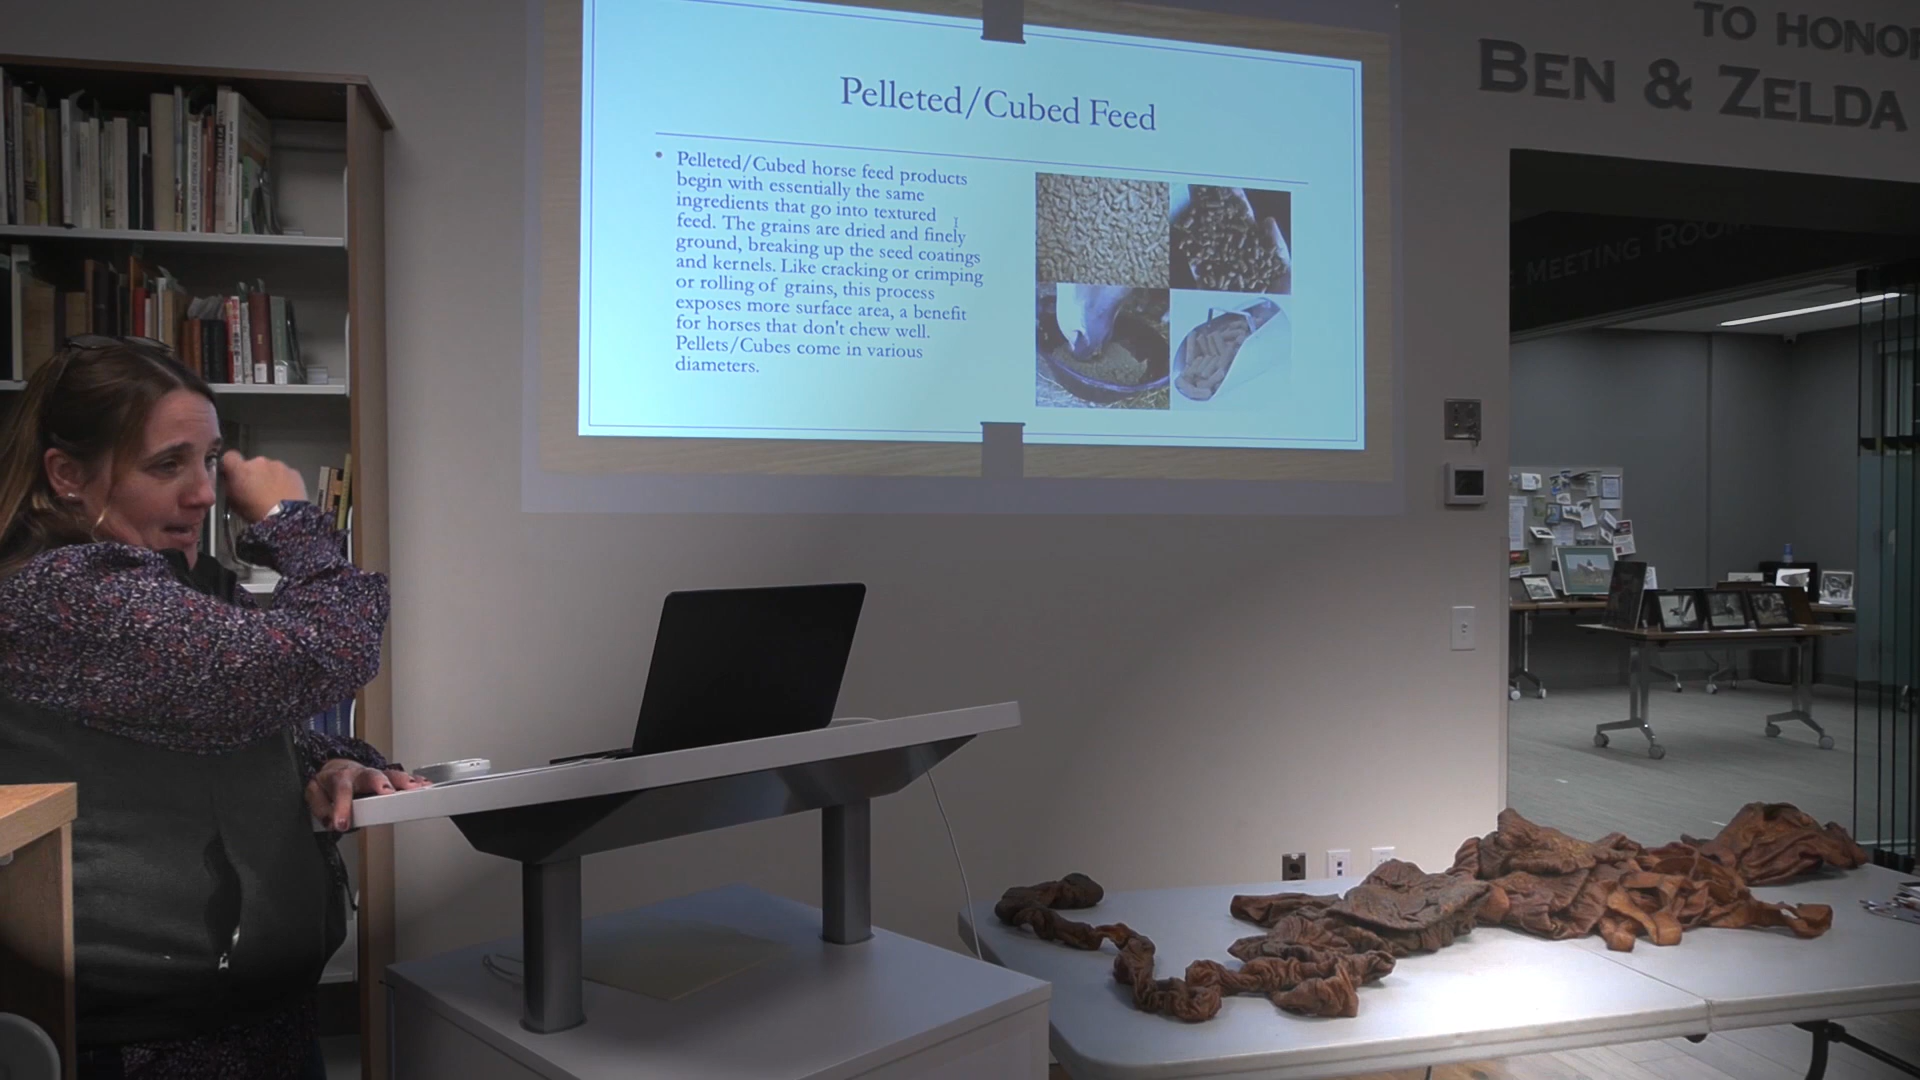 Pelleted/Cubed Feed
• Pelleted/Cubed horse feed products
begin with essentially the same
ingredients that go into textured
feed. The grains are dried and finely
ground, breaking up the seed coatings
and kernels. Like cracking or crimping
or rolling of grains, this process
exposes more surface area, a benefit
for horses that don't chew well.
Pellets/Cubes come in various
diameters.
TO HONOR
BEN & ZELDA
MEETING ROOM